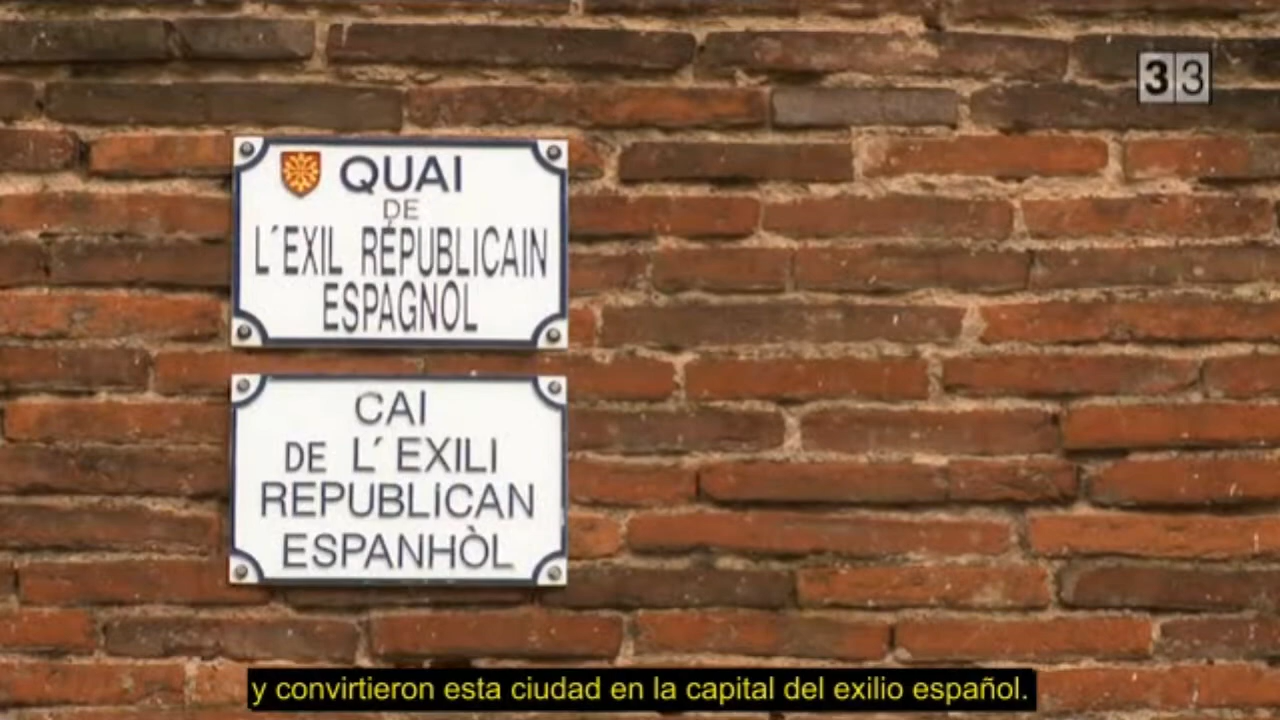 33
QUAI
DE
L´EXIL RÉPUBLICAIN
ESPAGNOL
CAI
DE L´EXILI
REPUBLICAN
ESPANHÒL
y convirtieron esta ciudad en la capital del exilio español.